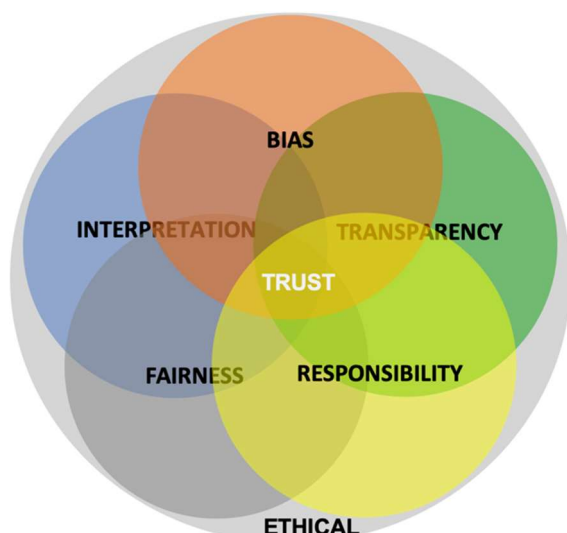 BIAS
INTERPRETATION
TRANSPARENCY
TRUST
FAIRNESS
RESPONSIBILITY
ETHICAL